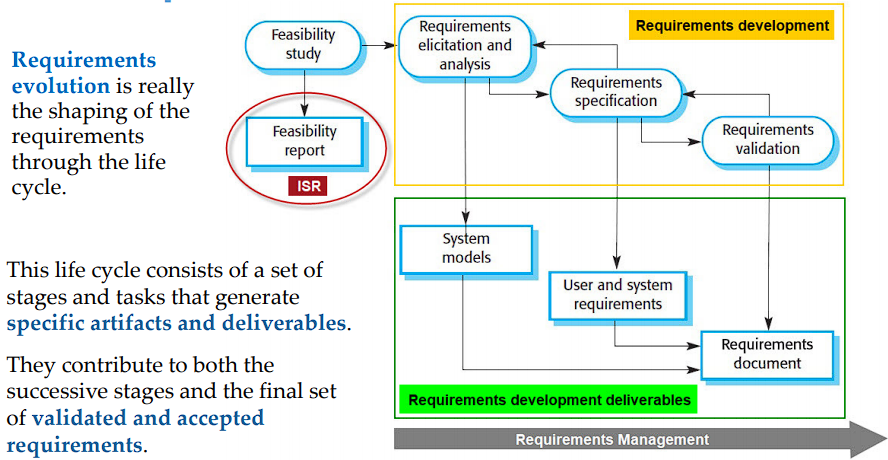 Requirements
evolution is really
the shaping of the
requirements
through the life
cycle.
This life cycle consists of a set of
stages and tasks that generate
specific artifacts and deliverables.
They contribute to both the
successive stages and the final set
of validated and accepted
requirements.
Feasibility
study
Feasibility
report
ISR
Requirements development
Requirements
elicitation and
analysis
Requirements
specification
Requirements
validation
System
models
User and system
requirements
Requirements
document
Requirements development deliverables
Requirements Management